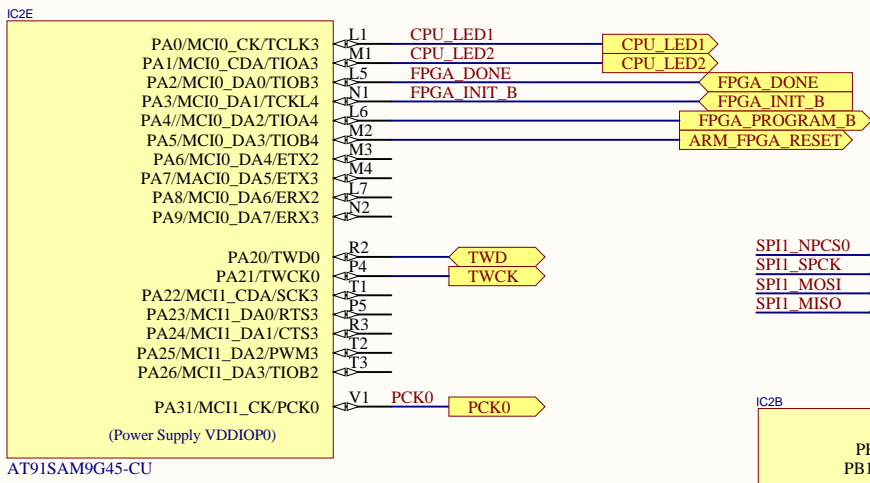 IC2E
PA0/MCI0_CK/TCLK3 L1 CPU_LED1 CPU_LED1
PA1/MCI0_CDA/TIOA3 M1 CPU_LED2 CPU_LED2
PA2/MCI0_DA0/TIOB3 L5 FPGA_DONE FPGA_DONE
PA3/MCI0_DA1/TCKL4 N1 FPGA_INIT_B FPGA_INIT_B
PA4//MCI0_DA2/TIOA4 L6 FPGA_PROGRAM_B
PA5/MCI0_DA3/TIOB4 M2 ARM_FPGA_RESET
PA6/MCI0_DA4/ETX2 M3
PA7/MACI0_DA5/ETX3 M4
PA8/MCI0_DA6/ERX2 L7
PA9/MCI0_DA7/ERX3 N2
PA20/TWD0 R2 TWD
PA21/TWCK0 P4 TWCK
PA22/MCI1_CDA/SCK3 T1
PA23/MCI1_DA0/RTS3 P5
PA24/MCI1_DA1/CTS3 R3
PA25/MCI1_DA2/PWM3 T2
PA26/MCI1_DA3/TIOB2 T3
PA31/MCI1_CK/PCK0 V1 PCK0 PCK0
(Power Supply VDDIOP0)
AT91SAM9G45-CU
SPI1_NPCS0
SPI1_SPCK
SPI1_MOSI
SPI1_MISO
IC2B